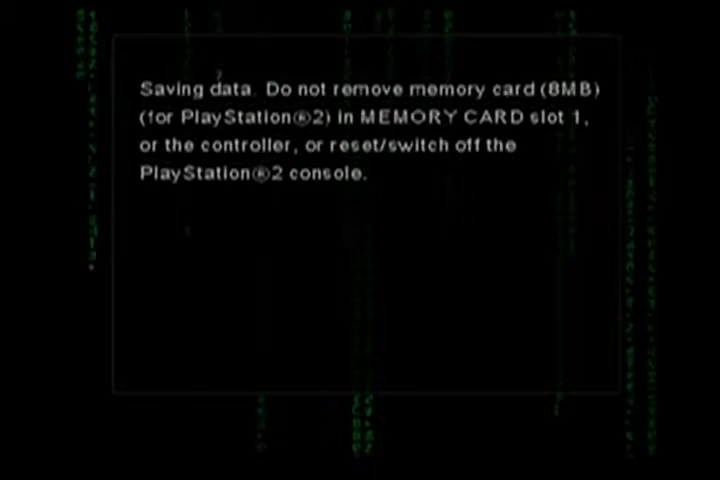 Saving data. Do not remove memory card (8MB)
(for PlayStation®2) in MEMORY CARD slot 1,
or the controller, or reset/switch off the
PlayStation®2 console.